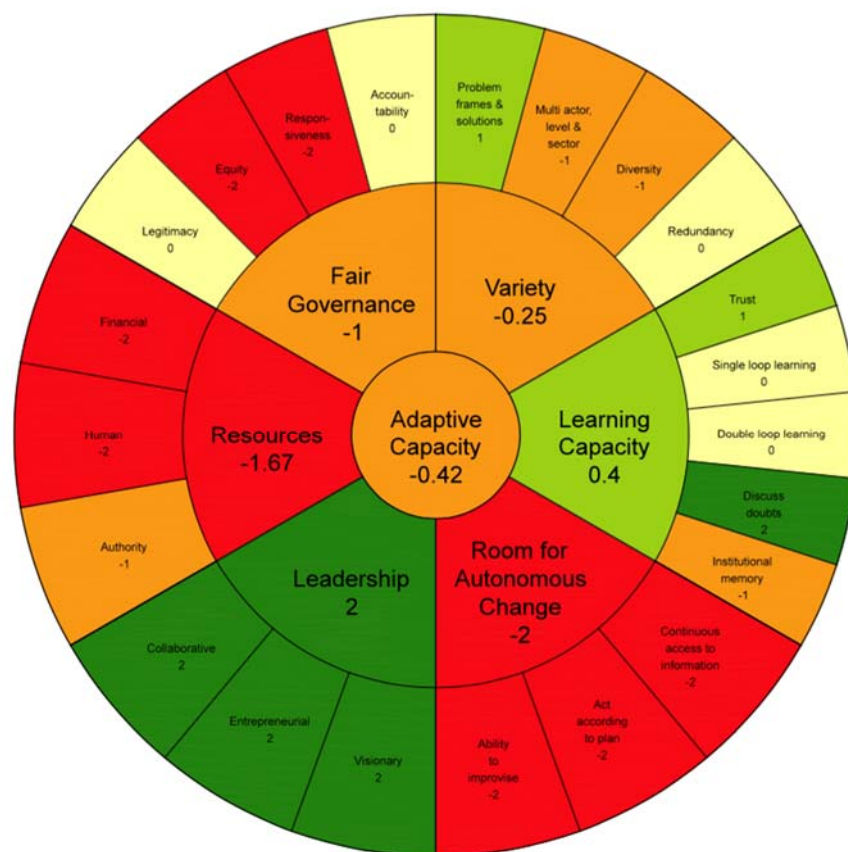 Accoun-
tability
0
Problem
frames &
solutions
1
Multi actor,
level &
sector
-1
Diversity
-1
Redundancy
0
Trust
1
Single loop learning
0
Double loop learning
0
Discuss
doubts
2
Institutional
memory
-1
Continuous
access to
information
-2
Act
according
to plan
-2
Ability
to
improvise
-2
Visionary
2
Entrepreneurial
2
Collaborative
2
Authority
-1
Human
-2
Financial
-2
Legitimacy
0
Equity
-2
Respon-
siveness
-2
Fair
Governance
-1
Variety
-0.25
Learning
Capacity
0.4
Room for
Autonomous
Change
-2
Leadership
2
Resources
-1.67
Adaptive
Capacity
-0.42